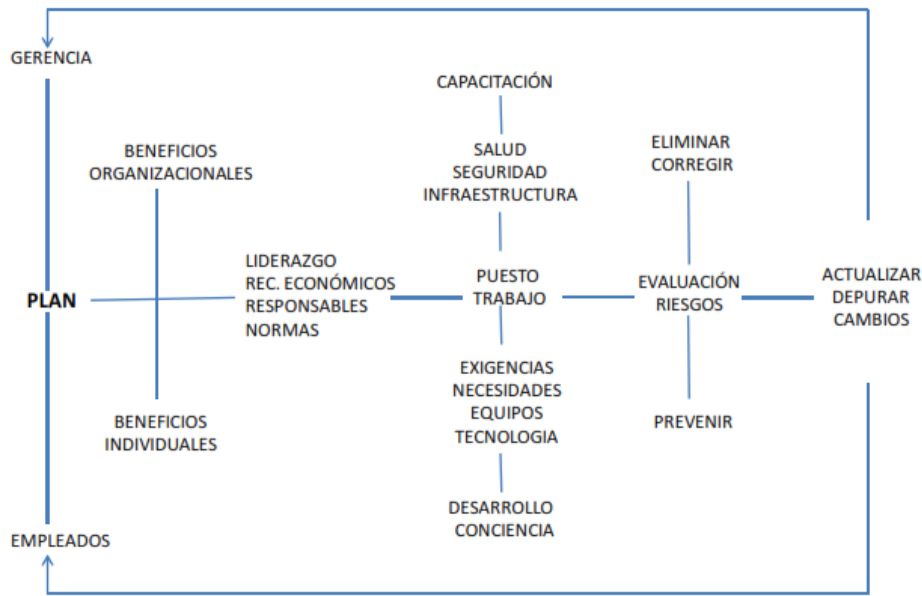 GERENCIA
BENEFICIOS
ORGANIZACIONALES
PLAN
BENEFICIOS
INDIVIDUALES
EMPLEADOS
LIDERAZGO
REC. ECONÓMICOS
RESPONSABLES
NORMAS
CAPACITACIÓN
SALUD
SEGURIDAD
INFRAESTRUCTURA
PUESTO
TRABAJO
EXIGENCIAS
NECESIDADES
EQUIPOS
TECNOLOGIA
DESARROLLO
CONCIENCIA
ELIMINAR
CORREGIR
EVALUACIÓN
RIESGOS
PREVENIR
ACTUALIZAR
DEPURAR
CAMBIOS